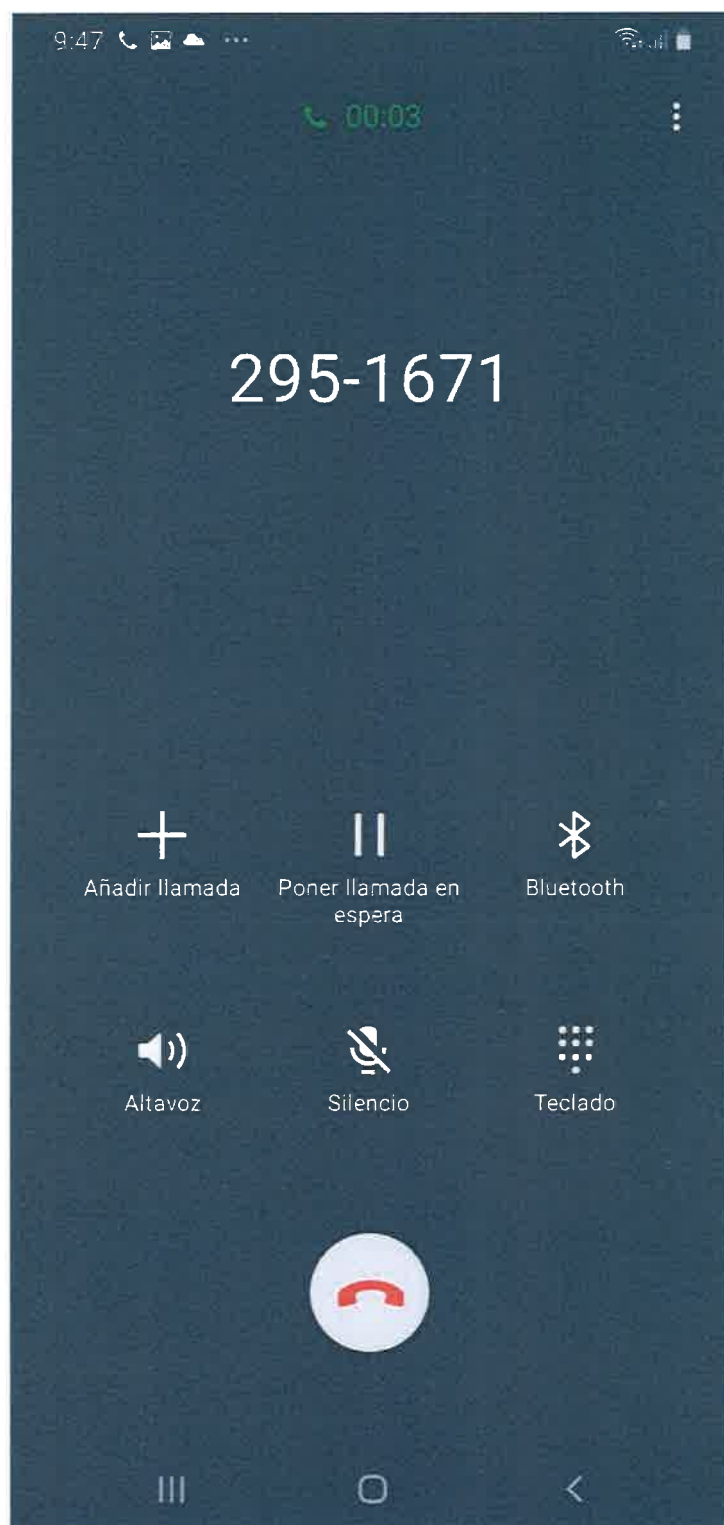 9:47
00:03
295-1671
Añadir llamada
Poner llamada en
espera
Bluetooth
Altavoz
Silencio
Teclado